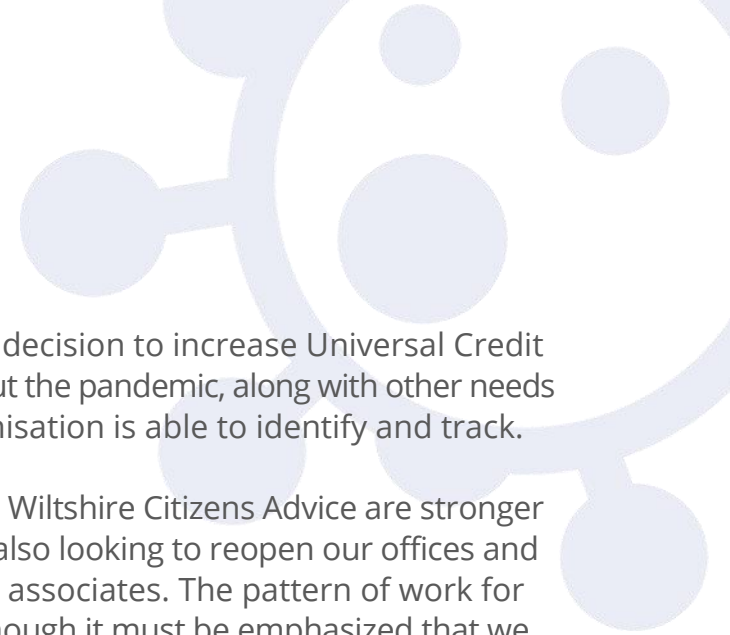 decision to increase Universal Credit
ut the pandemic, along with other needs
nisation is able to identify and track.
Wiltshire Citizens Advice are stronger
also looking to reopen our offices and
associates. The pattern of work for
ough it must be emphasized that we